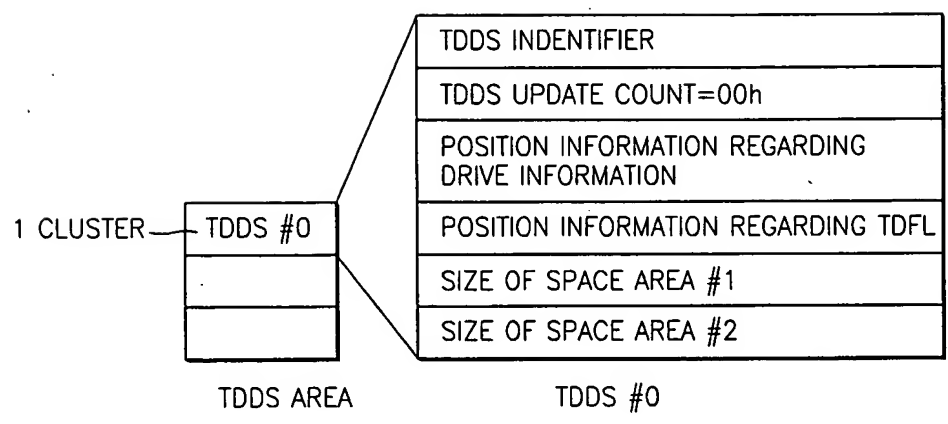 TDDS INDENTIFIER
TDDS UPDATE COUNT=00h
POSITION INFORMATION REGARDING
DRIVE INFORMATION
1 CLUSTER
TDDS #0
POSITION INFORMATION REGARDING TDFL
SIZE OF SPACE AREA #1
SIZE OF SPACE AREA #2
TDDS AREA
TDDS #0